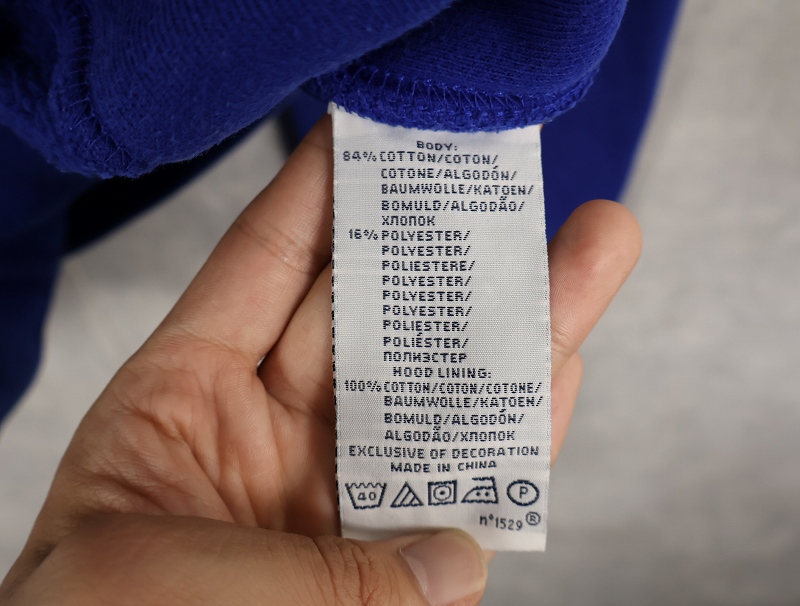 BODY:
84% COTTON/COTON/
COTONE/ALGODÓN/
BAUMWOLLE/KATOEN/
BOMULD/ALGODÃO/
ХЛОПОК
16% POLYESTER/
POLYESTER/
POLIESTERE/
POLYESTER/
POLYESTER/
POLYESTER/
POLIESTER/
POLIÉSTER/
ПОЛИЭСТЕР
HOOD LINING:
100% COTTON/COTON/COTONE/
BAUMWOLLE/KATOEN/
BOMULD/ALGODÓN/
ALGODÃO/ХЛОПОК
EXCLUSIVE OF DECORATION
MADE IN CHINA
40 P
n°1529®